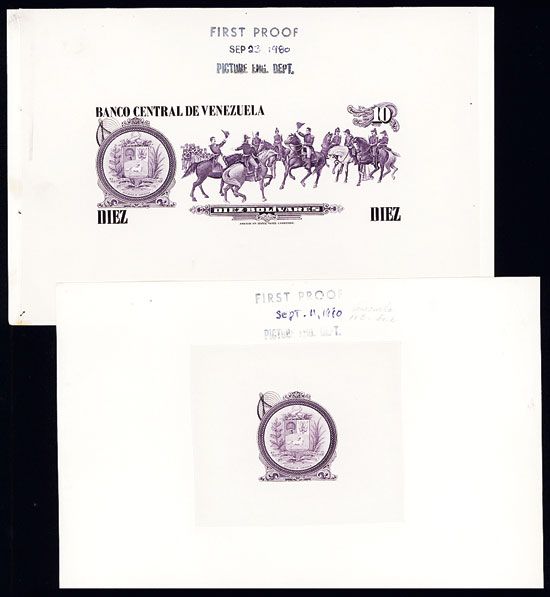 FIRST PROOF
SEP 23 1980
PICTURE ENG. DEPT.
BANCO CENTRAL DE VENEZUELA
10
DIEZ
DIEZ BOLIVARES
DIEZ
FIRST PROOF
Sept. 11, 1980
PICTURE ENG. DEPT.